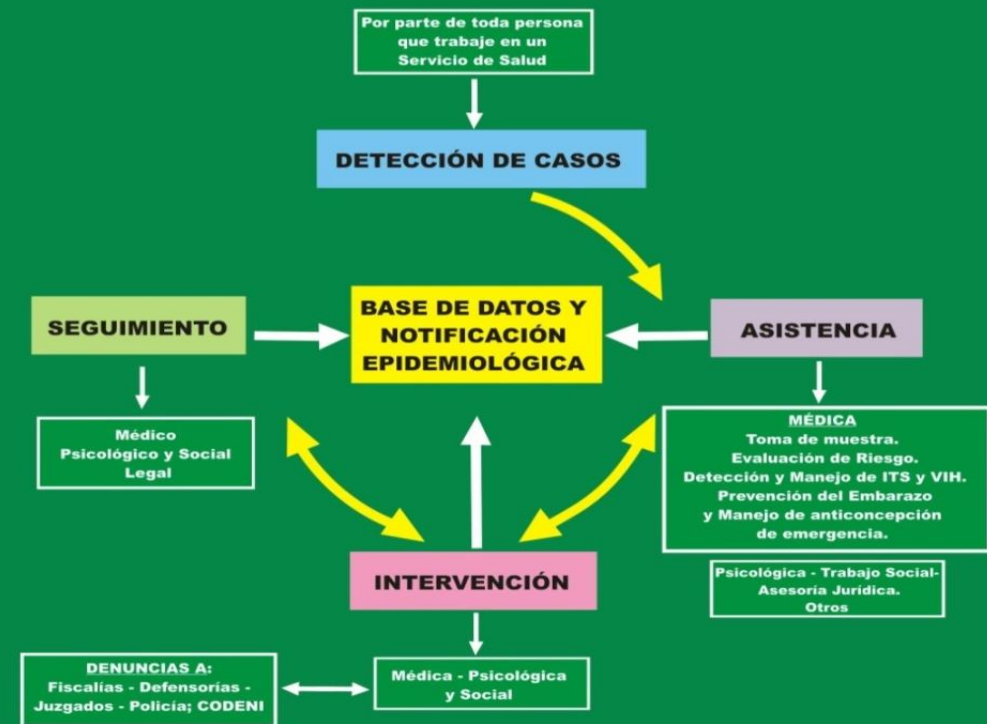 Por parte de toda persona
que trabaje en un
Servicio de Salud
DETECCIÓN DE CASOS
SEGUIMIENTO
BASE DE DATOS Y
NOTIFICACIÓN
EPIDEMIOLÓGICA
ASISTENCIA
Médico
Psicológico y Social
Legal
MÉDICA
Toma de muestra.
Evaluación de Riesgo.
Detección y Manejo de ITS y VIH.
Prevención del Embarazo
y Manejo de anticoncepción
de emergencia.
Psicológica - Trabajo Social-
Asesoría Jurídica.
Otros
INTERVENCIÓN
Médica - Psicológica
y Social
DENUNCIAS A:
Fiscalías - Defensorías -
Juzgados - Policía; CODENI